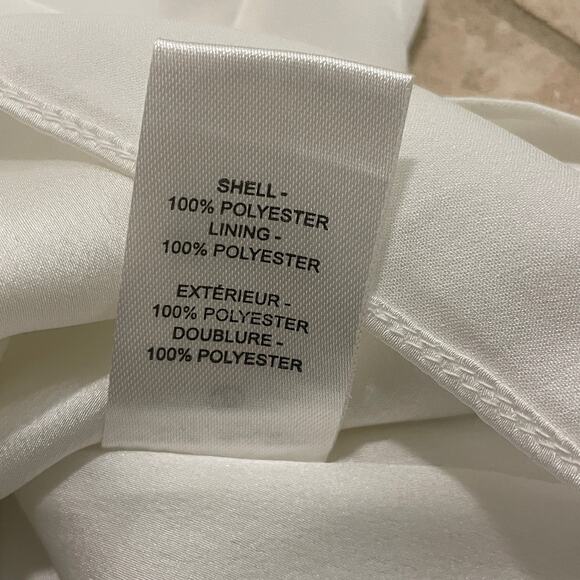 SHELL -
100% POLYESTER
LINING -
100% POLYESTER
EXTÉRIEUR -
100% POLYESTER
DOUBLURE -
100% POLYESTER